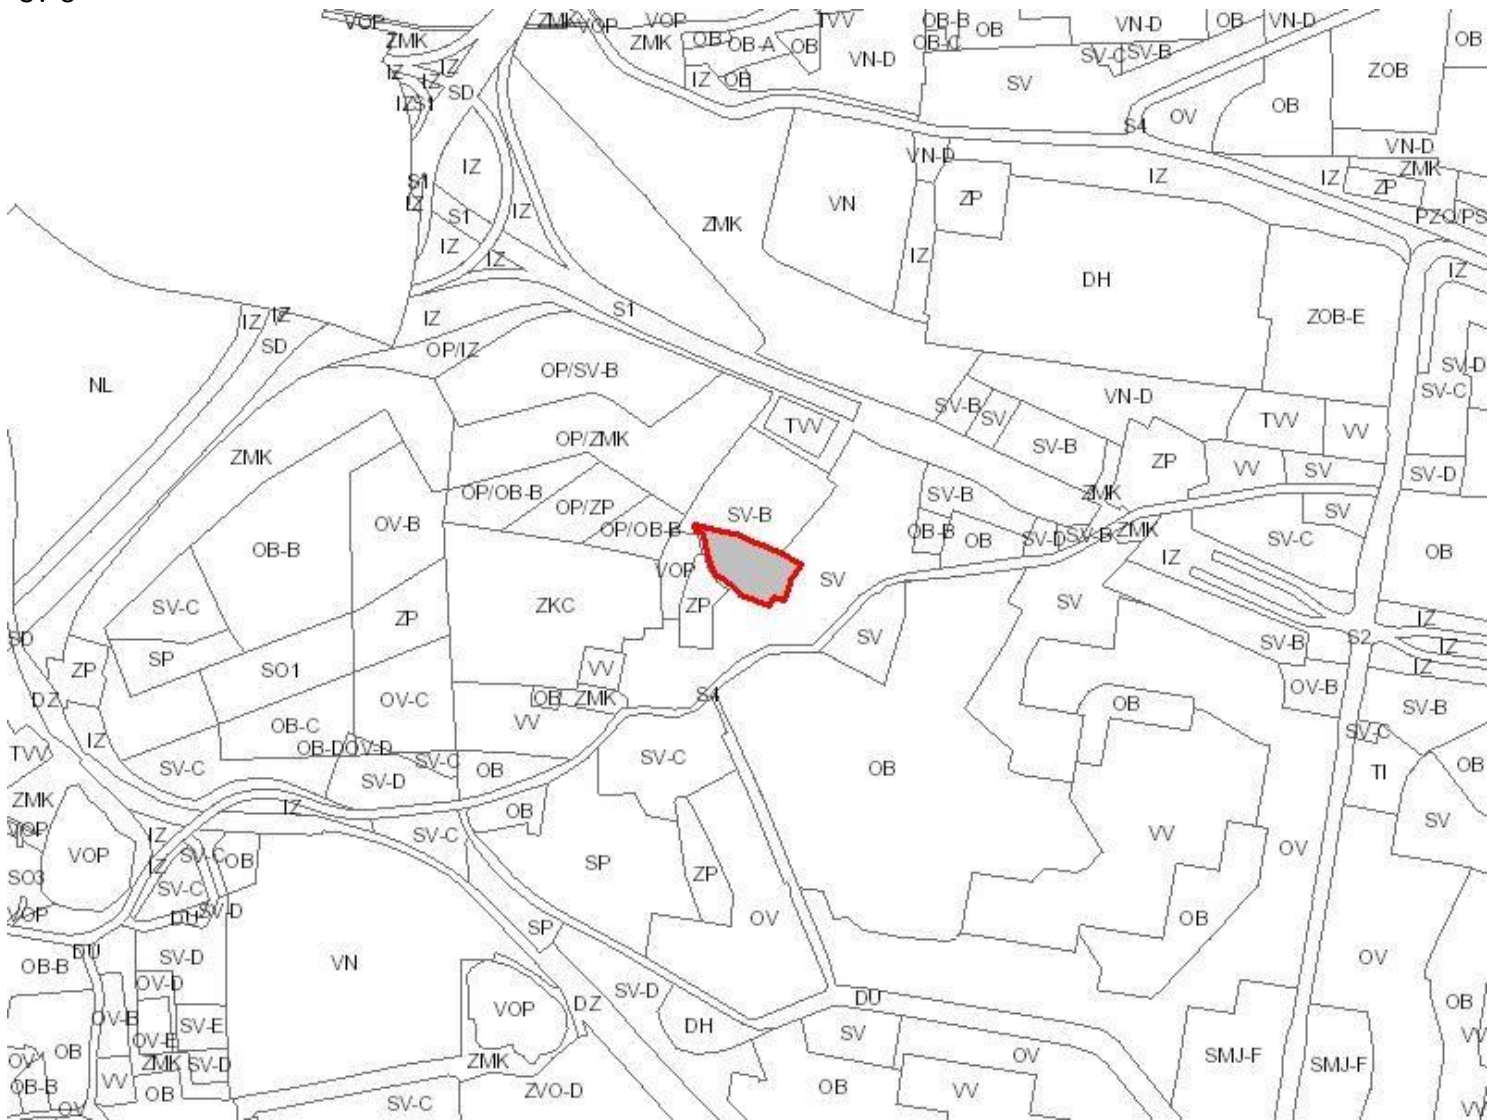 VOP
ZMK
VOP
VOP
TVV
OB-B
OB
VN-D
OB
VN-D
ZMK
ZMK
OB
OB-A
OB
OB-C
SV-C
SV-B
OB
IZ
IZ
IZ
OB
VN-D
SV
ZOB
SD
IZ
S1
OV
OB
S4
VN-D
VN-D
ZMK
IZ
IZ
IZ
ZP
S1
IZ
ZP
VN
S1
IZ
ZMK
PZO/PS
IZ
IZ
IZ
IZ
DH
S1
IZ
IZ
IZ
ZOB-E
SD
OP/IZ
OP/SV-B
SV-D
NL
SV-C
VN-D
SV-B
SV
TVV
TVV
VV
OP/ZMK
SV-B
ZMK
ZP
VV
SV
SV-D
OP/OB-B
ZMK
SV-B
OP/ZP
SV-B
SV
OV-B
OP/OB-B
OB-B
OB
SV-D
SV-B
ZMK
SV-C
OB
OB-B
IZ
VOP
SV
SV
SV-C
ZKC
ZP
ZP
IZ
SD
SV
S2
SV-B
IZ
SP
ZP
SO1
VV
IZ
OV-B
DZ
OV-C
OB
ZMK
S4
OB
SV-B
OB-C
VV
SV-C
IZ
OB-D
OV-D
TVV
SV-C
SV-C
OB
SV-C
OB
TI
OB
SV-D
ZMK
IZ
OB
SV
VOP
IZ
SV-C
VV
OV
VOP
SV-C
OB
SP
IZ
ZP
SO3
SV-C
VOP
DU
SV-D
OV
OB
SP
DU
SV-D
OV
OB-B
VN
OV-D
SV-D
DZ
DU
OB
VOP
OV-B
SV-E
DH
SV
VV
OV-E
OB
OV
SMJ-F
SMJ-F
OV
ZMK
SV-D
ZMK
VV
OB-B
OB
ZVO-D
OB
VV
OV
SV-C
VV